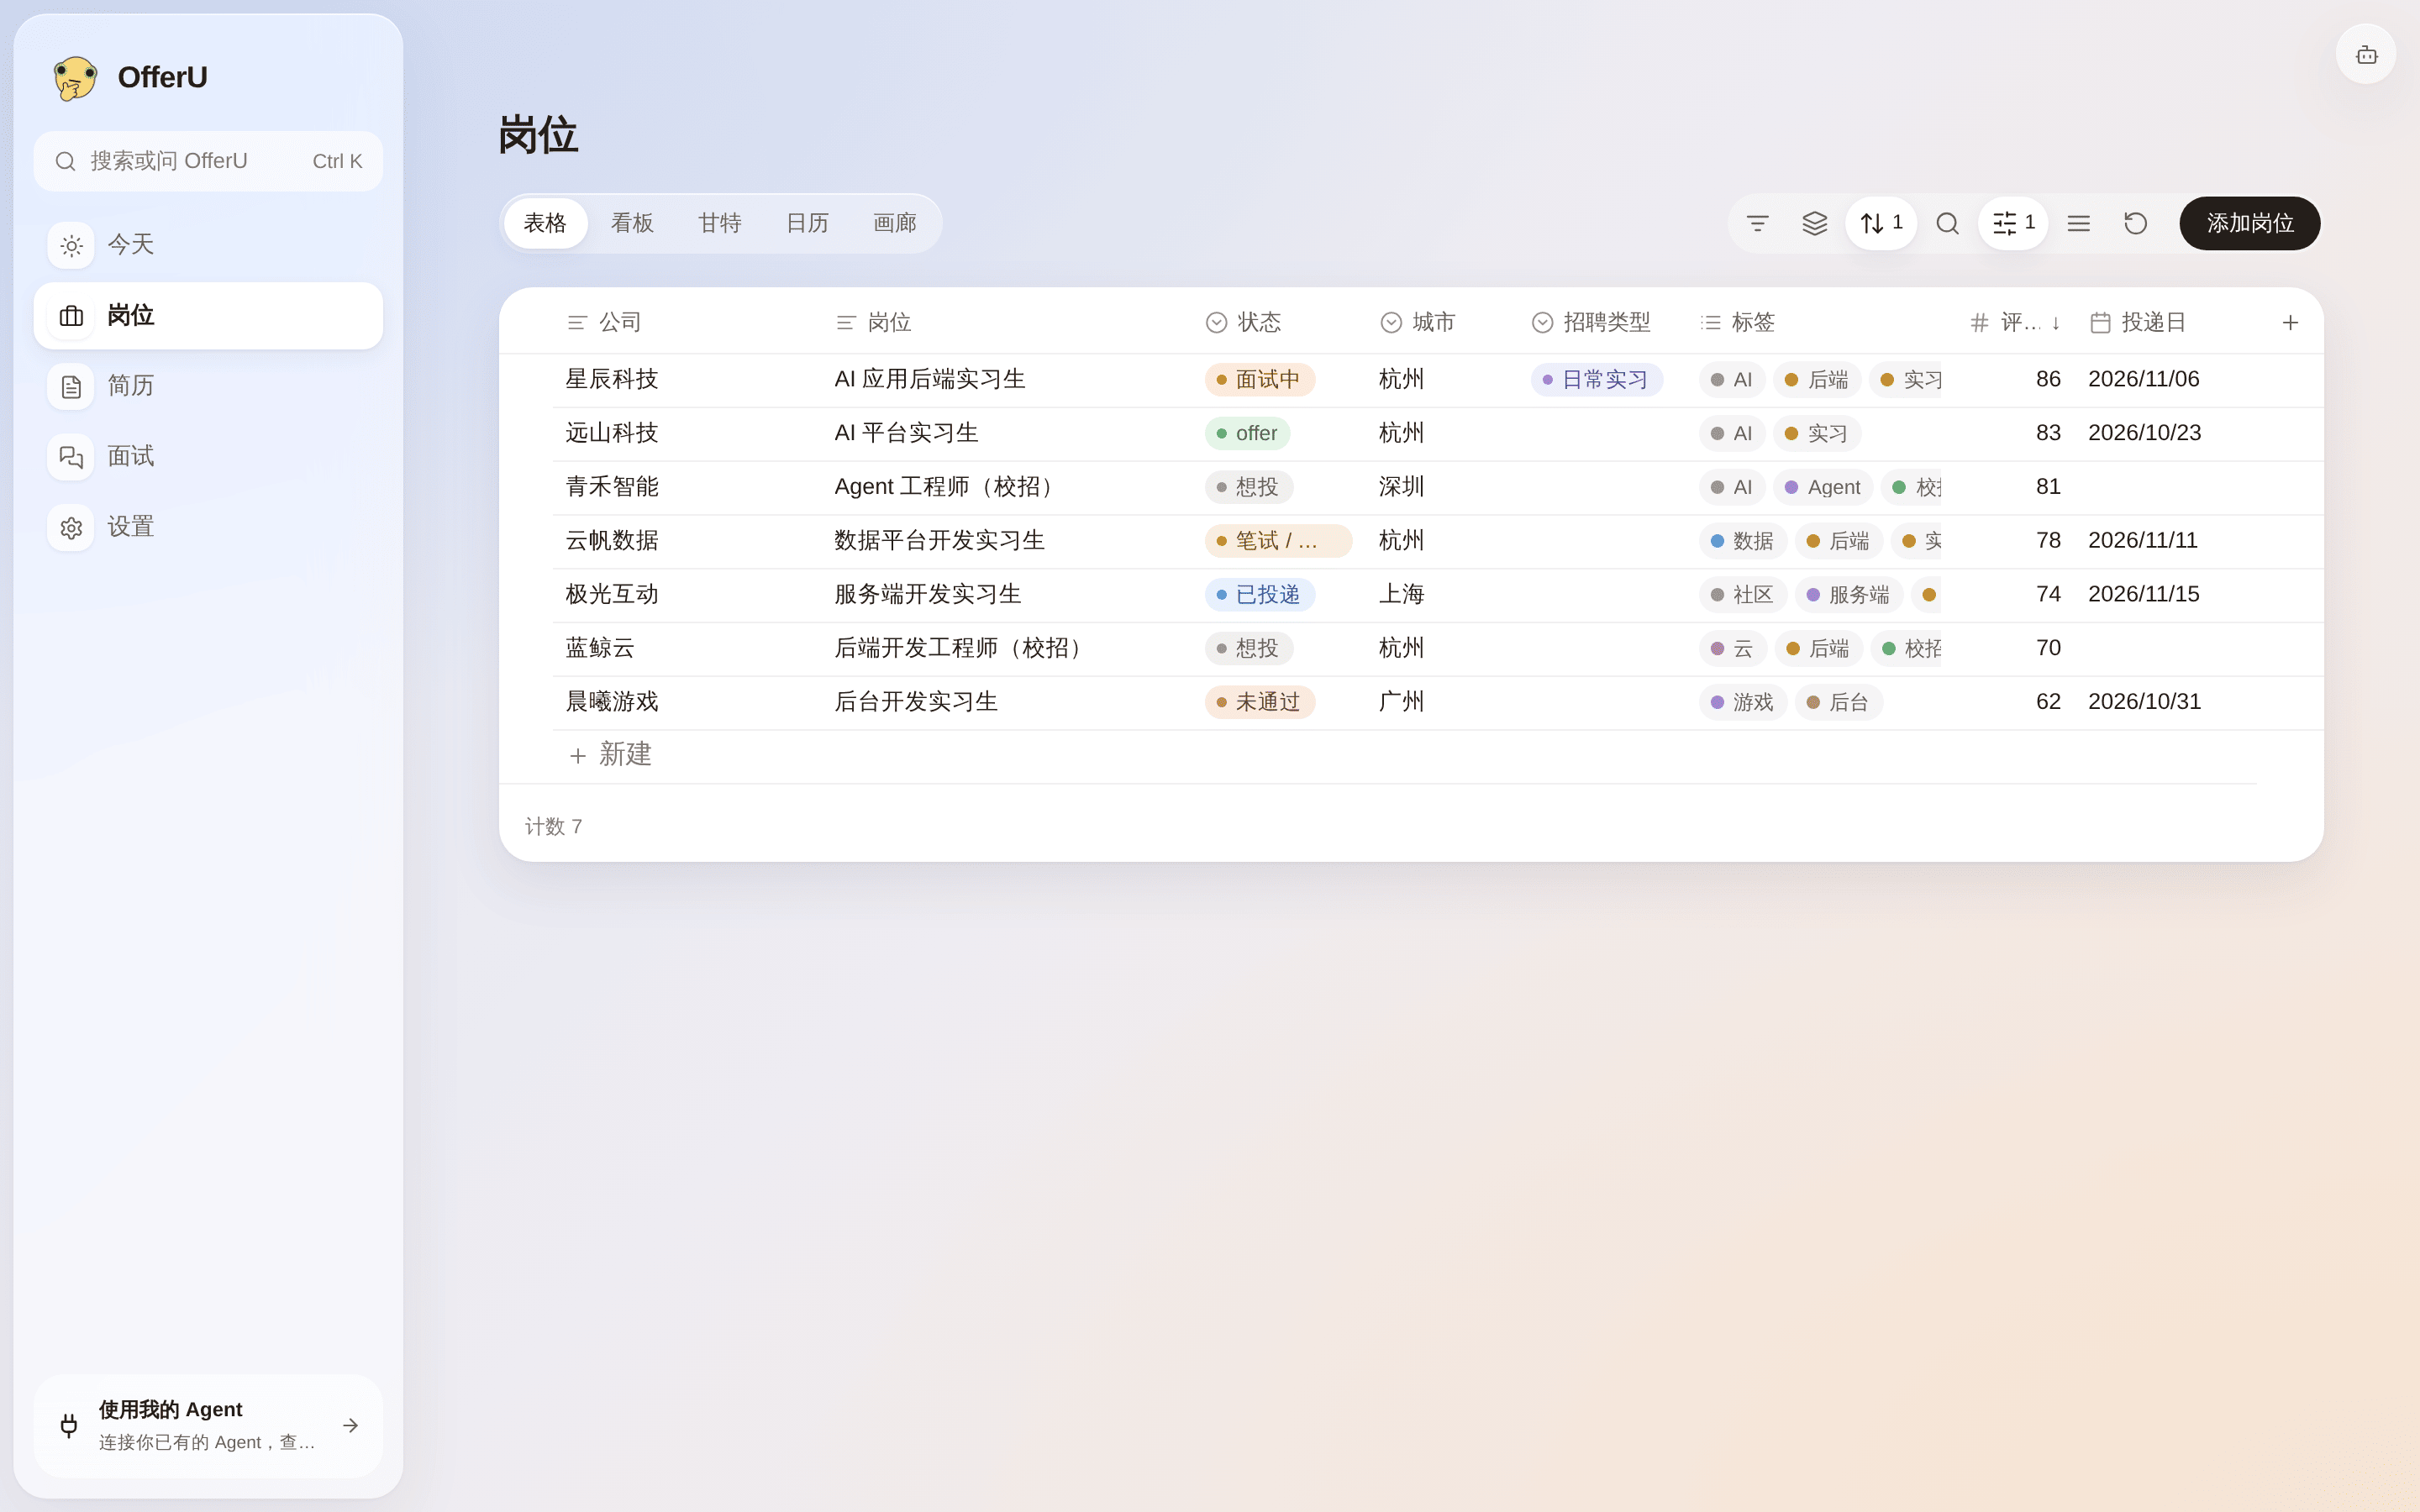 OfferU
搜索或问 OfferU Ctrl K
今天
岗位
简历
面试
设置
使用我的 Agent
连接你已有的 Agent，查…
岗位
表格 看板 甘特 日历 画廊
1 1 添加岗位
公司 岗位 状态 城市 招聘类型 标签 评… ↓ 投递日
星辰科技 AI 应用后端实习生 面试中 杭州 日常实习 AI 后端 实习 86 2026/11/06
远山科技 AI 平台实习生 offer 杭州 AI 实习 83 2026/10/23
青禾智能 Agent 工程师（校招） 想投 深圳 AI Agent 校 81
云帆数据 数据平台开发实习生 笔试 / … 杭州 数据 后端 实 78 2026/11/11
极光互动 服务端开发实习生 已投递 上海 社区 服务端 74 2026/11/15
蓝鲸云 后端开发工程师（校招） 想投 杭州 云 后端 校招 70
晨曦游戏 后台开发实习生 未通过 广州 游戏 后台 62 2026/10/31
新建
计数 7